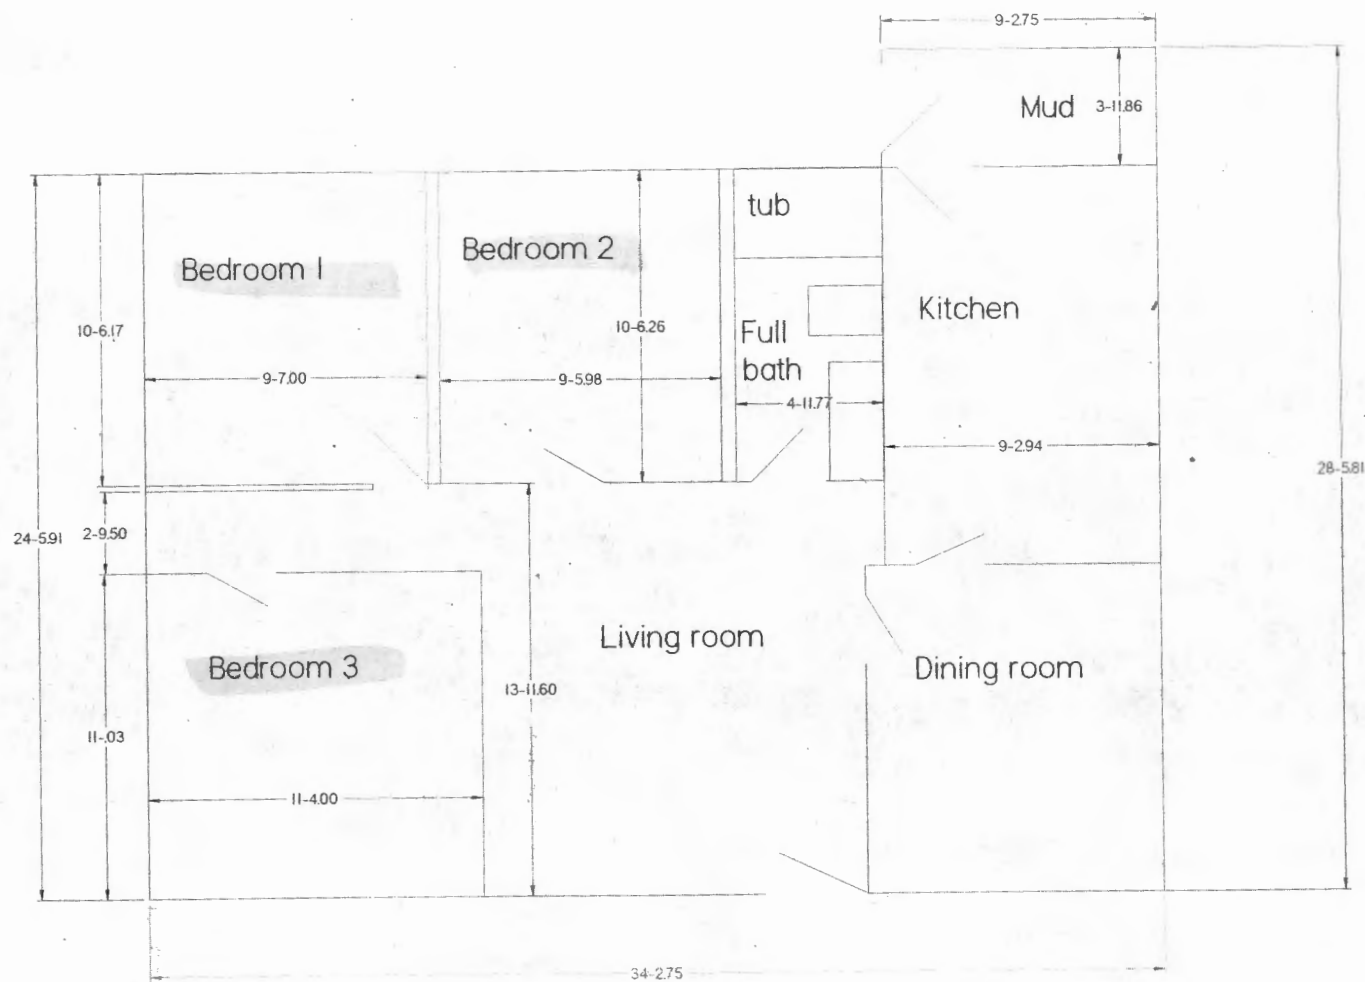 9-2.75
Mud
3-11.86
tub
Bedroom 2
Bedroom 1
Kitchen
10-6.17
10-6.26
Full
bath
9-7.00
9-5.98
4-11.77
9-2.94
28-5.81
24-5.91
2-9.50
Living room
Bedroom 3
Dining room
13-11.60
11-.03
11-4.00
34-2.75